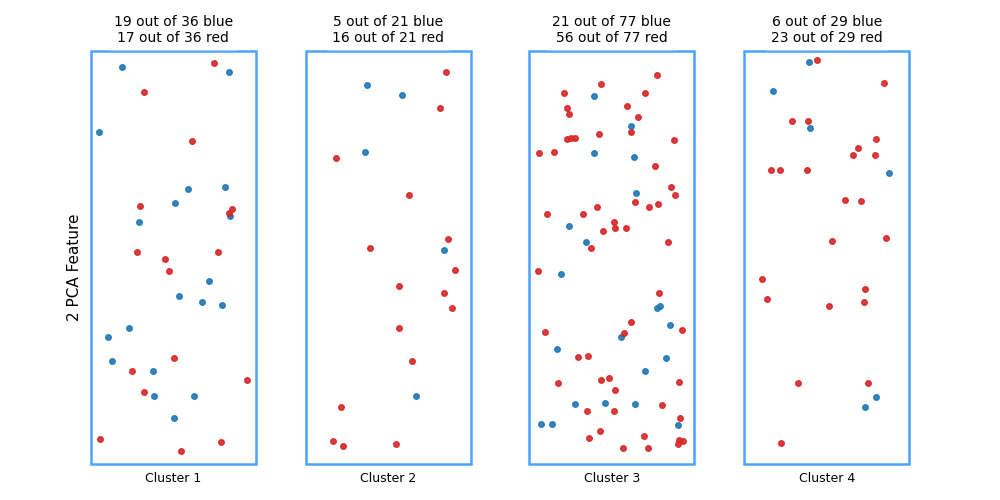 19 out of 36 blue
17 out of 36 red
5 out of 21 blue
16 out of 21 red
21 out of 77 blue
56 out of 77 red
6 out of 29 blue
23 out of 29 red
2 PCA Feature
Cluster 1
Cluster 2
Cluster 3
Cluster 4